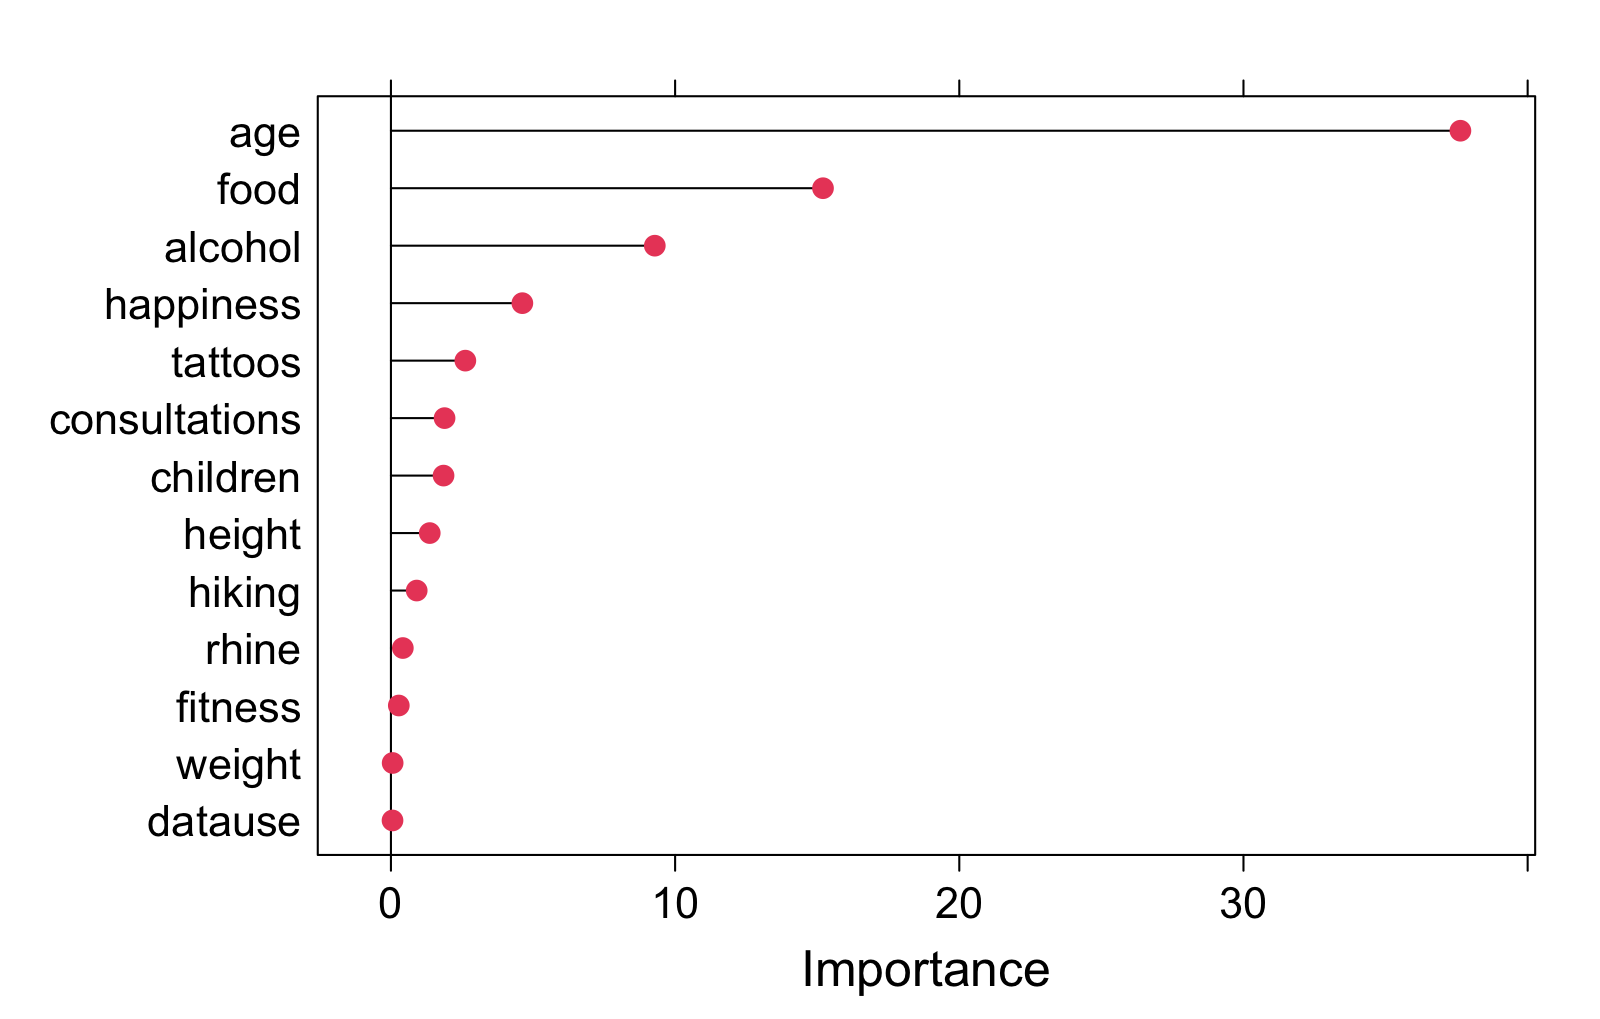 age
food
alcohol
happiness
tattoos
consultations
children
height
hiking
rhine
fitness
weight
datause
0 10 20 30
Importance